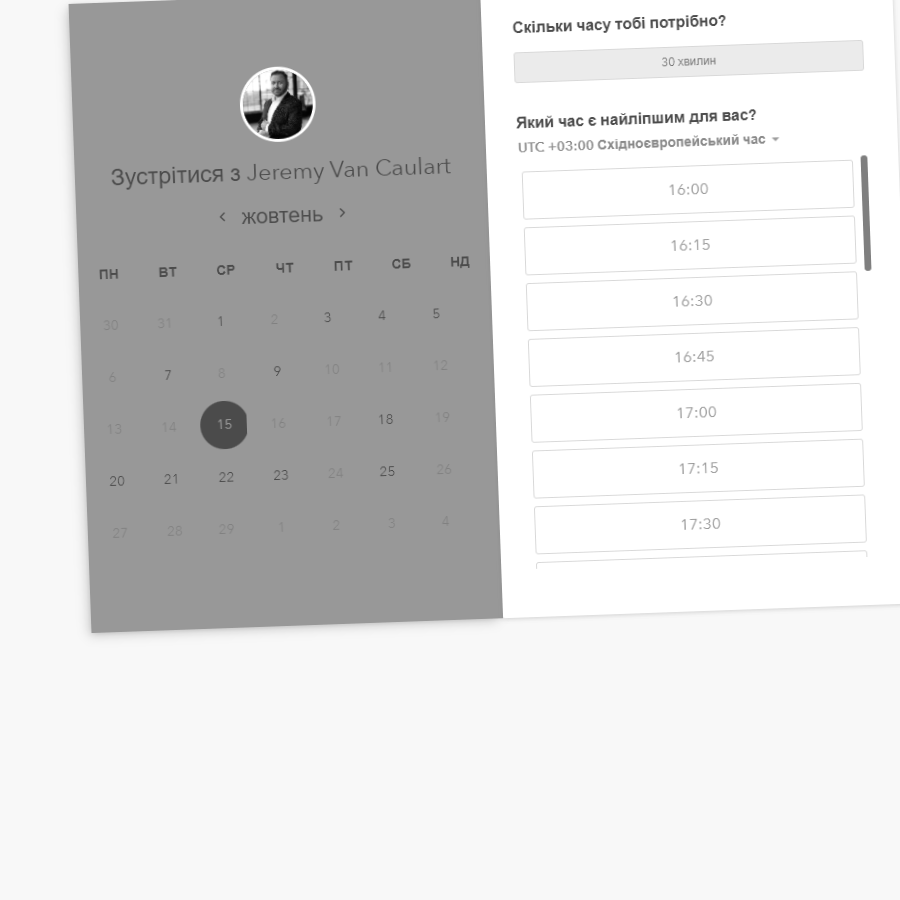 Зустрітися з Jeremy Van Caulart
‹ жовтень ›
ПН ВТ СР ЧТ ПТ СБ НД
30 31 1 2 3 4 5
6 7 8 9 10 11 12
13 14 15 16 17 18 19
20 21 22 23 24 25 26
27 28 29 1 2 3 4
Скільки часу тобі потрібно?
30 хвилин
Який час є найліпшим для вас?
UTC +03:00 Східноєвропейський час
16:00
16:15
16:30
16:45
17:00
17:15
17:30